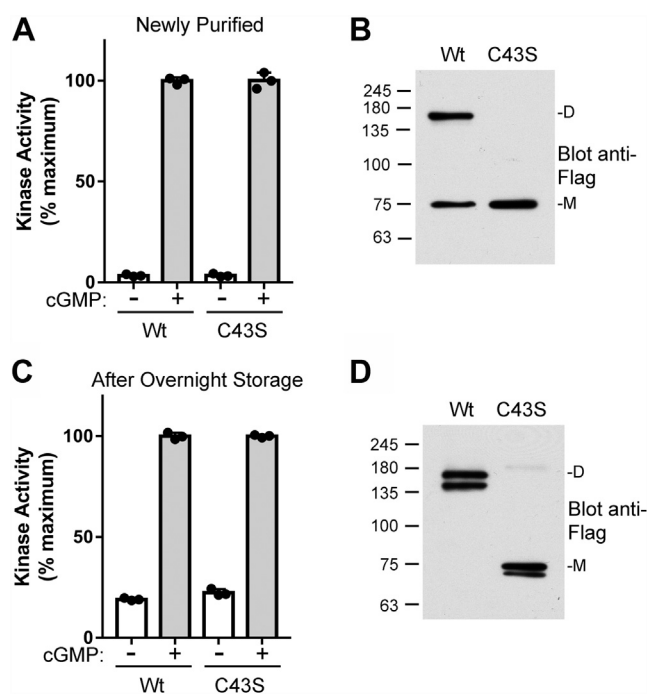 A
Newly Purified
Kinase Activity
(% maximum)
100
50
0
cGMP:
-
+
-
+
Wt
C43S
B
Wt
C43S
245
180
135
100
75
63
-D
Blot anti-
Flag
-M
C
After Overnight Storage
Kinase Activity
(% maximum)
100
50
0
cGMP:
-
+
-
+
Wt
C43S
D
Wt
C43S
245
180
135
100
75
63
-D
Blot anti-
Flag
-M